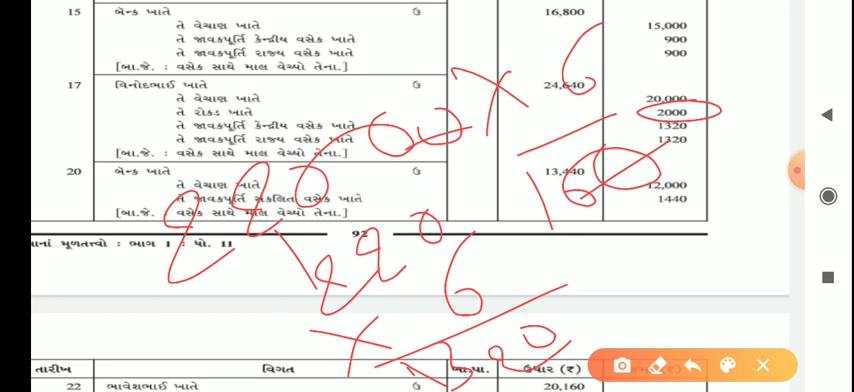 15 બૅન્ક ખાતે ઉ 16,800
તે વેચાણ ખાતે 15,000
તે જાવકપૂર્તિ કેન્દ્રીય વસેક ખાતે 900
તે જાવકપૂર્તિ રાજ્ય વસેક ખાતે 900
[બા.જે. : વસેક સાથે માલ વેચ્યો તેના.]
17 વિનોદભાઈ ખાતે ઉ 24,640
તે વેચાણ ખાતે 20,000
તે રોકડ ખાતે 2000
તે જાવકપૂર્તિ કેન્દ્રીય વસેક ખાતે 1320
તે જાવકપૂર્તિ રાજ્ય વસેક ખાતે 1320
[બા.જે. : વસેક સાથે માલ વેચ્યો તેના.]
20 બૅન્ક ખાતે ઉ 13,440
તે વેચાણ ખાતે 12,000
તે જાવકપૂર્તિ સંકલિત વસેક ખાતે 1440
[બા.જે. વસેક સાથે માલ વેચ્યો તેના.]
92
ાનાં મૂળતત્ત્વો : ભાગ 1 : ધો. 11
તારીખ વિગત ખા.પા. ઉધાર (₹)
22 ભાવેશભાઈ ખાતે ઉ 20,160